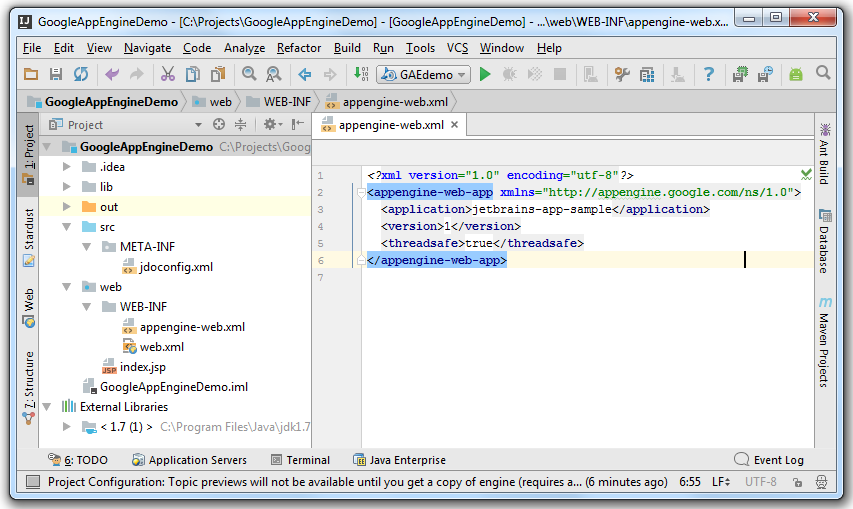 GoogleAppEngineDemo - [C:\Projects\GoogleAppEngineDemo] - [GoogleAppEngineDemo] - ...\web\WEB-INF\appengine-web.x...
File Edit View Navigate Code Analyze Refactor Build Run Tools VCS Window Help
GAEdemo
GoogleAppEngineDemo web WEB-INF appengine-web.xml
1: Project
Stardust
Web
7: Structure
Project
GoogleAppEngineDemo C:\Projects\Goog
.idea
lib
out
src
META-INF
jdoconfig.xml
web
WEB-INF
appengine-web.xml
web.xml
index.jsp
GoogleAppEngineDemo.iml
External Libraries
< 1.7 (1) > C:\Program Files\Java\jdk1.7
appengine-web.xml
1 <?xml version="1.0" encoding="utf-8"?>
2 <appengine-web-app xmlns="http://appengine.google.com/ns/1.0">
3 <application>jetbrains-app-sample</application>
4 <version>1</version>
5 <threadsafe>true</threadsafe>
6 </appengine-web-app>
7
Ant Build
Database
m Maven Projects
6: TODO Application Servers Terminal Java Enterprise Event Log
Project Configuration: Topic previews will not be available until you get a copy of engine (requires a... (6 minutes ago) 6:55 LF UTF-8